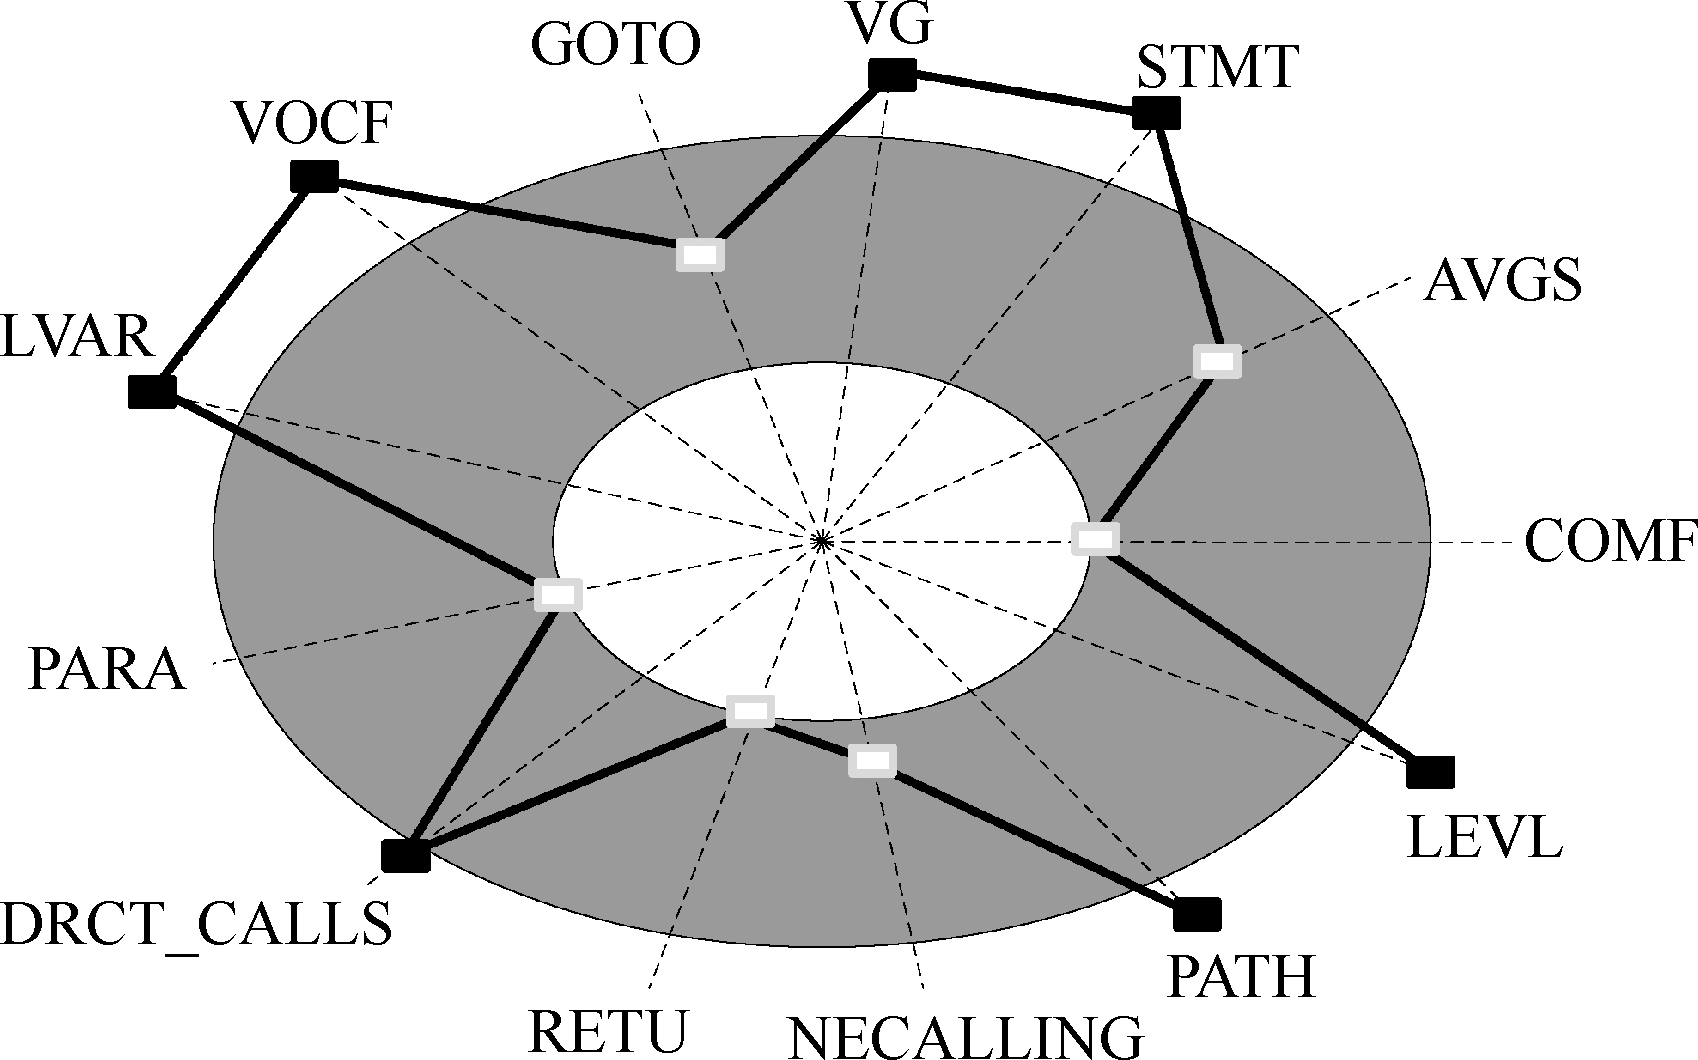 VG
GOTO
STMT
VOCF
AVGS
LVAR
COMF
PARA
LEVL
DRCT_CALLS
PATH
RETU
NECALLING